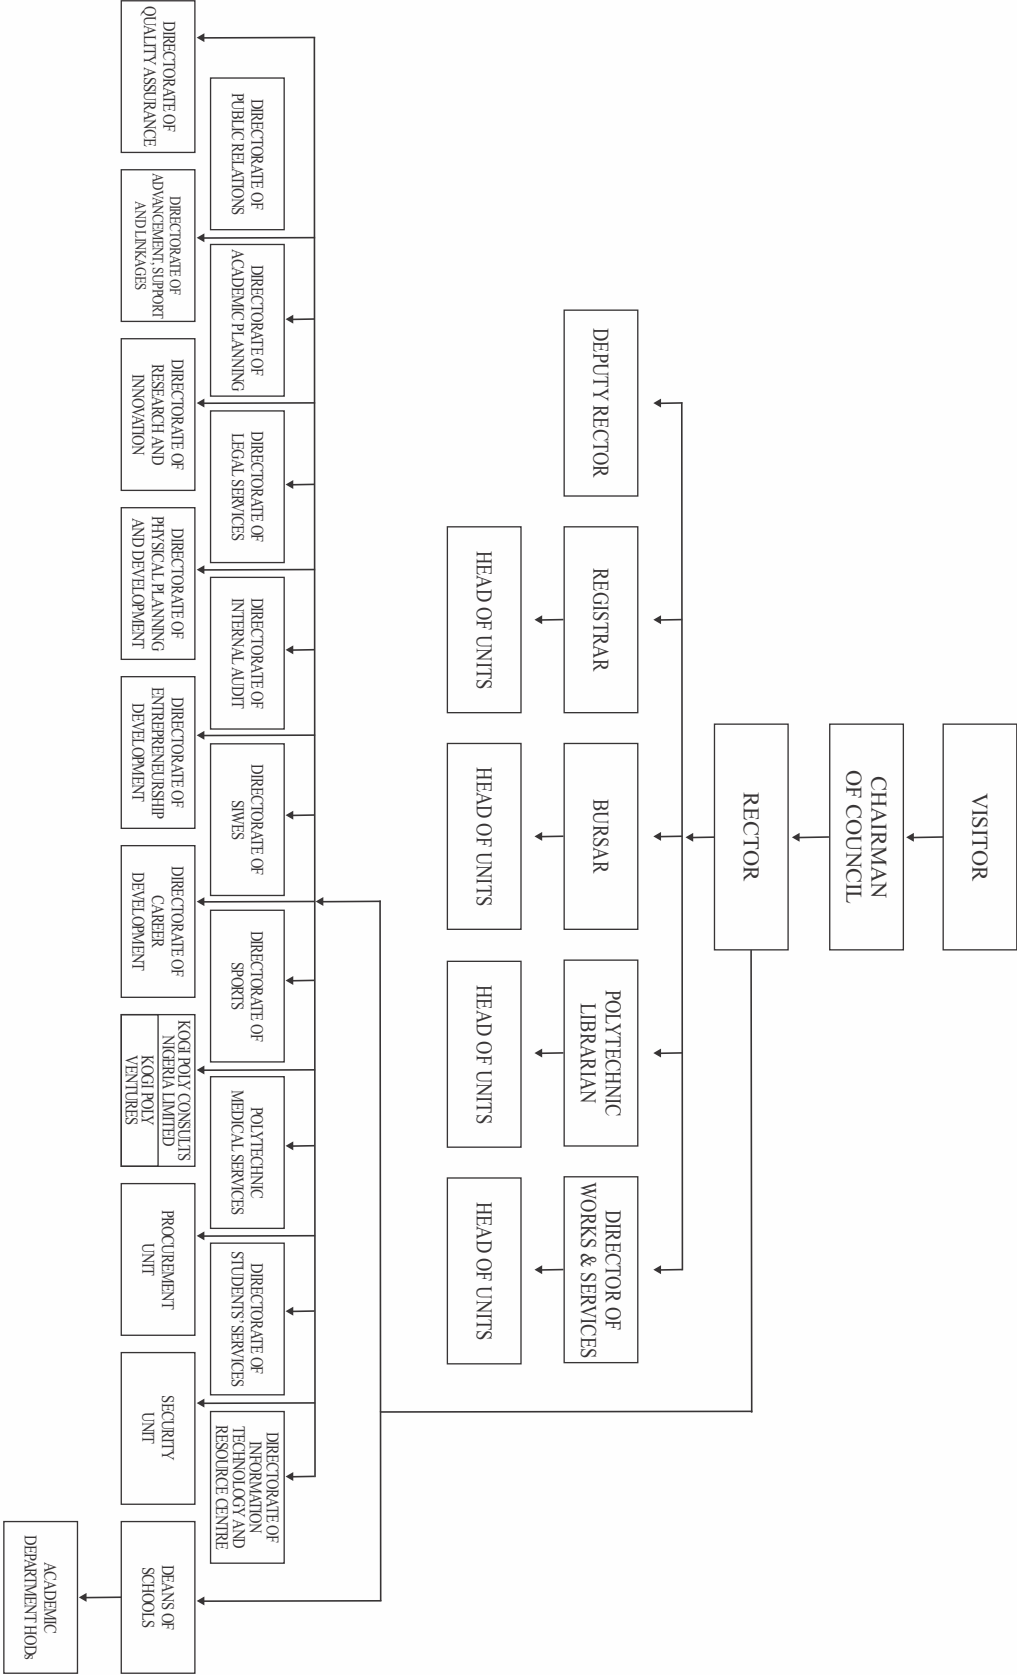 VISITOR
CHAIRMAN
OF COUNCIL
RECTOR
DEPUTY RECTOR
REGISTRAR
BURSAR
POLYTECHNIC
LIBRARIAN
DIRECTOR OF
WORKS & SERVICES
HEAD OF UNITS
HEAD OF UNITS
HEAD OF UNITS
HEAD OF UNITS
DIRECTORATE OF
PUBLIC RELATIONS
DIRECTORATE OF
ACADEMIC PLANNING
DIRECTORATE OF
LEGAL SERVICES
DIRECTORATE OF
INTERNAL AUDIT
DIRECTORATE OF
SIWES
DIRECTORATE OF
SPORTS
POLYTECHNIC
MEDICAL SERVICES
DIRECTORATE OF
STUDENTS' SERVICES
DIRECTORATE OF
INFORMATION
TECHNOLOGY AND
RESOURCE CENTRE
DIRECTORATE OF
QUALITY ASSURANCE
DIRECTORATE OF
ADVANCEMENT, SUPPORT
AND LINKAGES
DIRECTORATE OF
RESEARCH AND
INNOVATION
DIRECTORATE OF
PHYSICAL PLANNING
AND DEVELOPMENT
DIRECTORATE OF
ENTREPRENEURSHIP
DEVELOPMENT
DIRECTORATE OF
CAREER
DEVELOPMENT
KOGI POLY CONSULTS
NIGERIA LIMITED
KOGI POLY
VENTURES
PROCUREMENT
UNIT
SECURITY
UNIT
DEANS OF
SCHOOLS
ACADEMIC
DEPARTMENT HODs